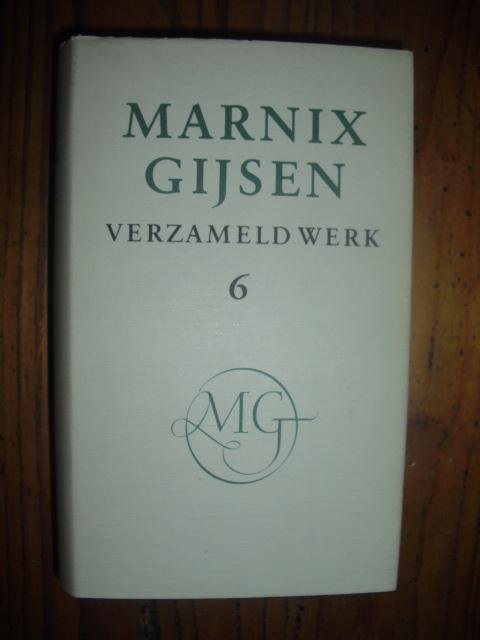 MARNIX
GIJSEN
VERZAMELD WERK
6
MG